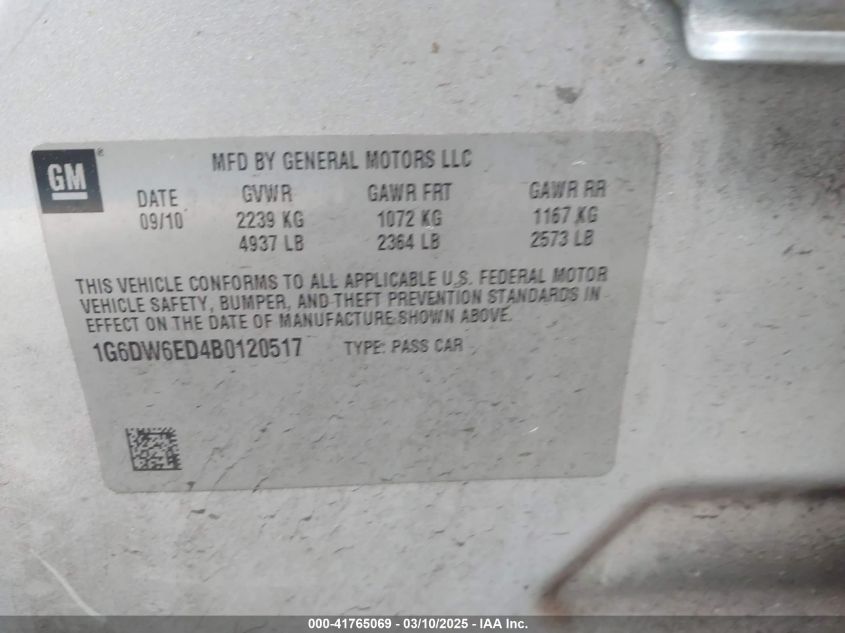 GM®
MFD BY GENERAL MOTORS LLC
DATE GVWR GAWR FRT GAWR RR
09/10 2239 KG 1072 KG 1167 KG
4937 LB 2364 LB 2573 LB
THIS VEHICLE CONFORMS TO ALL APPLICABLE U.S. FEDERAL MOTOR
VEHICLE SAFETY, BUMPER, AND THEFT PREVENTION STANDARDS IN
EFFECT ON THE DATE OF MANUFACTURE SHOWN ABOVE.
1G6DW6ED4B0120517 TYPE: PASS CAR
000-41765069 - 03/10/2025 - IAA Inc.